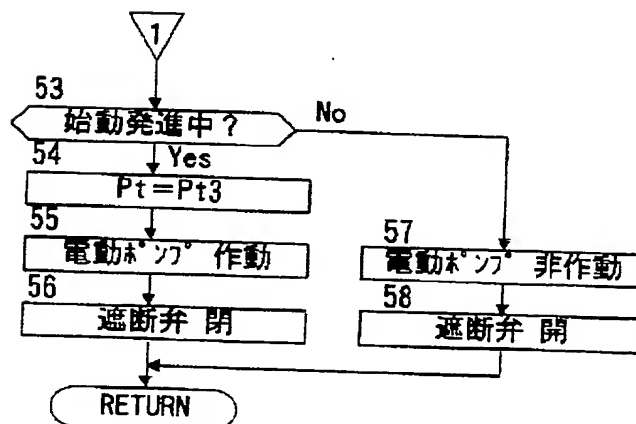 1
53
始動発進中?
No
54
Yes
Pt=Pt3
55
電動ポンプ 作動
57
電動ポンプ 非作動
56
遮断弁 閉
58
遮断弁 開
RETURN